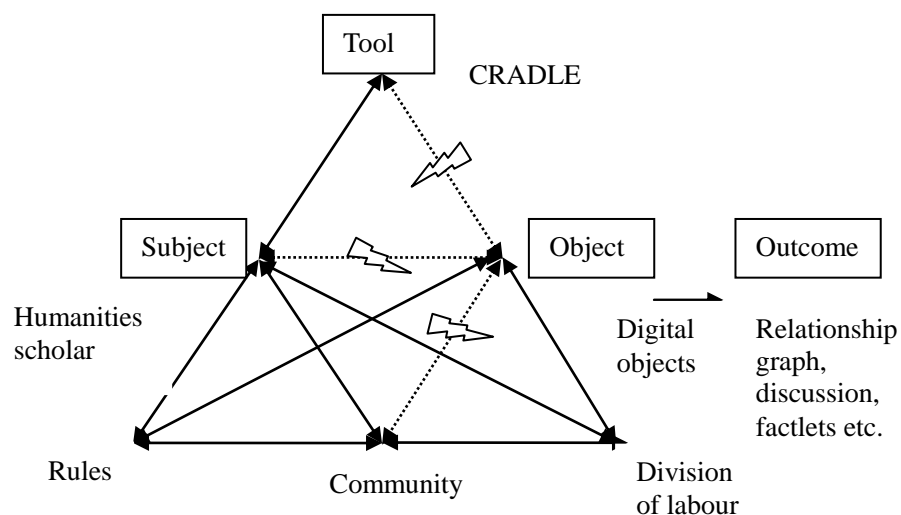 Tool
CRADLE
Subject
Object
Outcome
Humanities
scholar
Digital
objects
Relationship
graph,
discussion,
factlets etc.
Rules
Community
Division
of labour